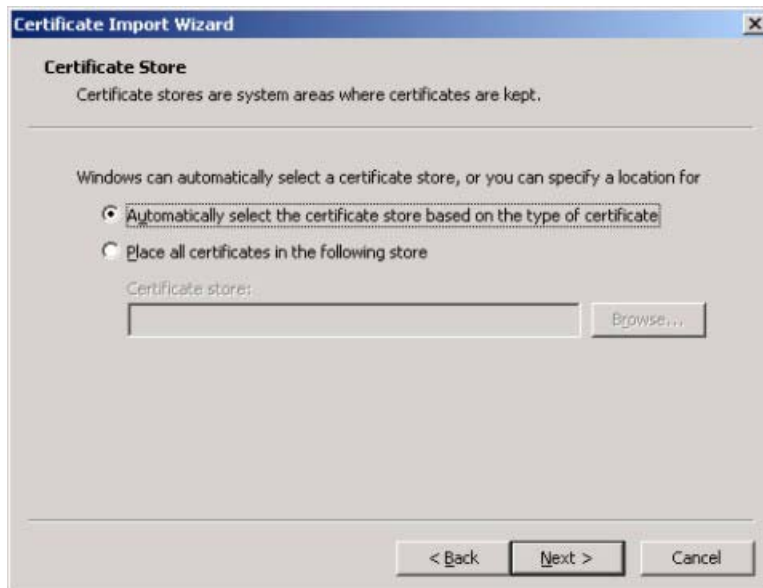 Certificate Import Wizard
Certificate Store
Certificate stores are system areas where certificates are kept.
Windows can automatically select a certificate store, or you can specify a location for
Automatically select the certificate store based on the type of certificate
Place all certificates in the following store
Certificate store:
Browse...
< Back Next > Cancel